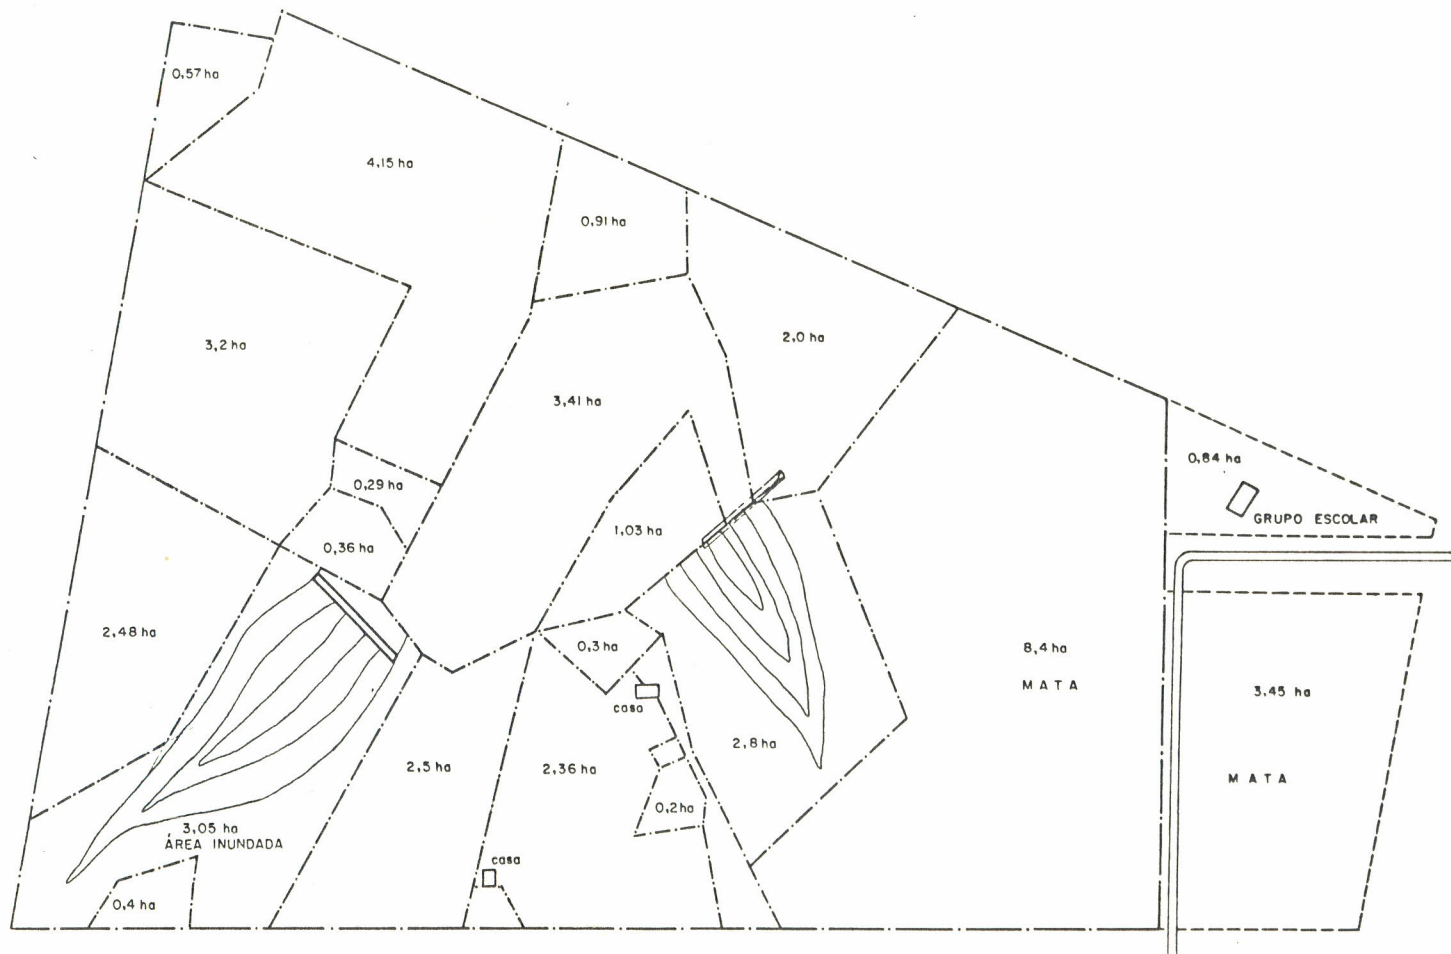 0,57 ha
4,15 ha
0,91 ha
3,2 ha
2,0 ha
3,41 ha
0,84 ha
GRUPO ESCOLAR
0,29 ha
1,03 ha
0,36 ha
2,48 ha
0,3 ha
8,4 ha
MATA
3,45 ha
MATA
casa
2,8 ha
2,5 ha
2,36 ha
0,2 ha
3,05 ha
ÁREA INUNDADA
casa
0,4 ha